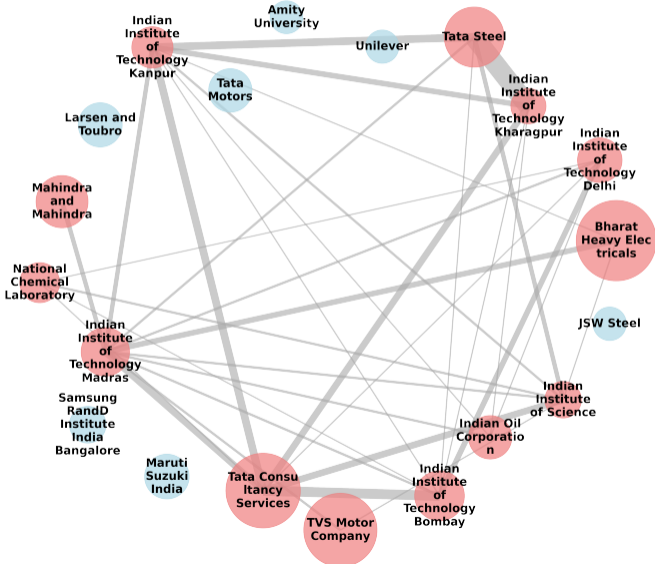 Indian
Institute
of
Technology
Kanpur
Amity
University
Unilever
Tata Steel
Tata
Motors
Indian
Institute
of
Technology
Kharagpur
Larsen and
Toubro
Indian
Institute
of
Technology
Delhi
Mahindra
and
Mahindra
Bharat
Heavy Elec
tricals
National
Chemical
Laboratory
JSW Steel
Indian
Institute
of
Technology
Madras
Indian
Institute
of Science
Samsung
RandD
Institute
India
Bangalore
Indian Oil
Corporatio
n
Maruti
Suzuki
India
Tata Consu
ltancy
Services
Indian
Institute
of
Technology
Bombay
TVS Motor
Company